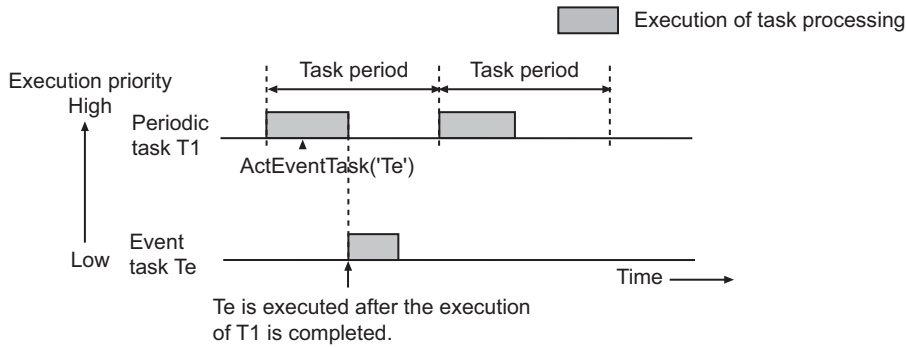 Execution of task processing
Task period
Task period
Execution priority
High
Periodic
task T1
ActEventTask('Te')
Low
Event
task Te
Time
Te is executed after the execution
of T1 is completed.